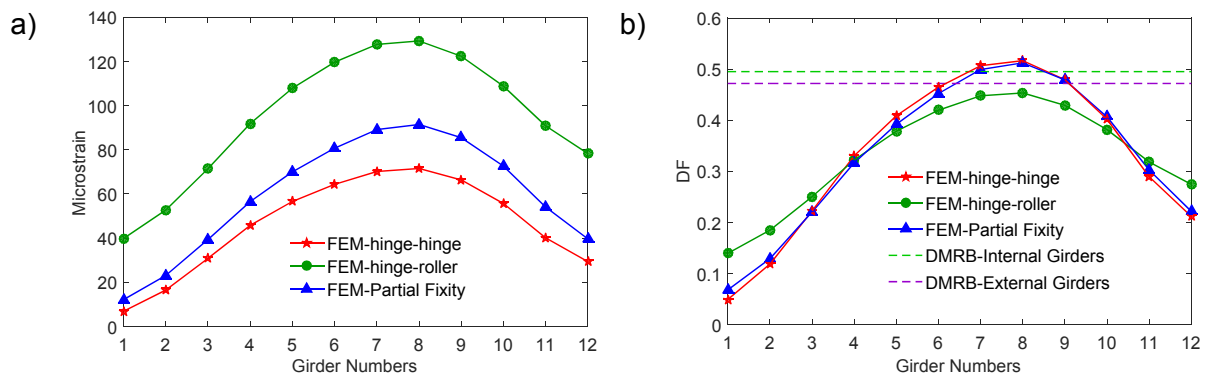 a)
140
120
100
80
60
40
20
0
Microstrain
FEM-hinge-hinge
FEM-hinge-roller
FEM-Partial Fixity
1 2 3 4 5 6 7 8 9 10 11 12
Girder Numbers
b)
0.6
0.5
0.4
0.3
0.2
0.1
0
DF
FEM-hinge-hinge
FEM-hinge-roller
FEM-Partial Fixity
DMRB-Internal Girders
DMRB-External Girders
1 2 3 4 5 6 7 8 9 10 11 12
Girder Numbers